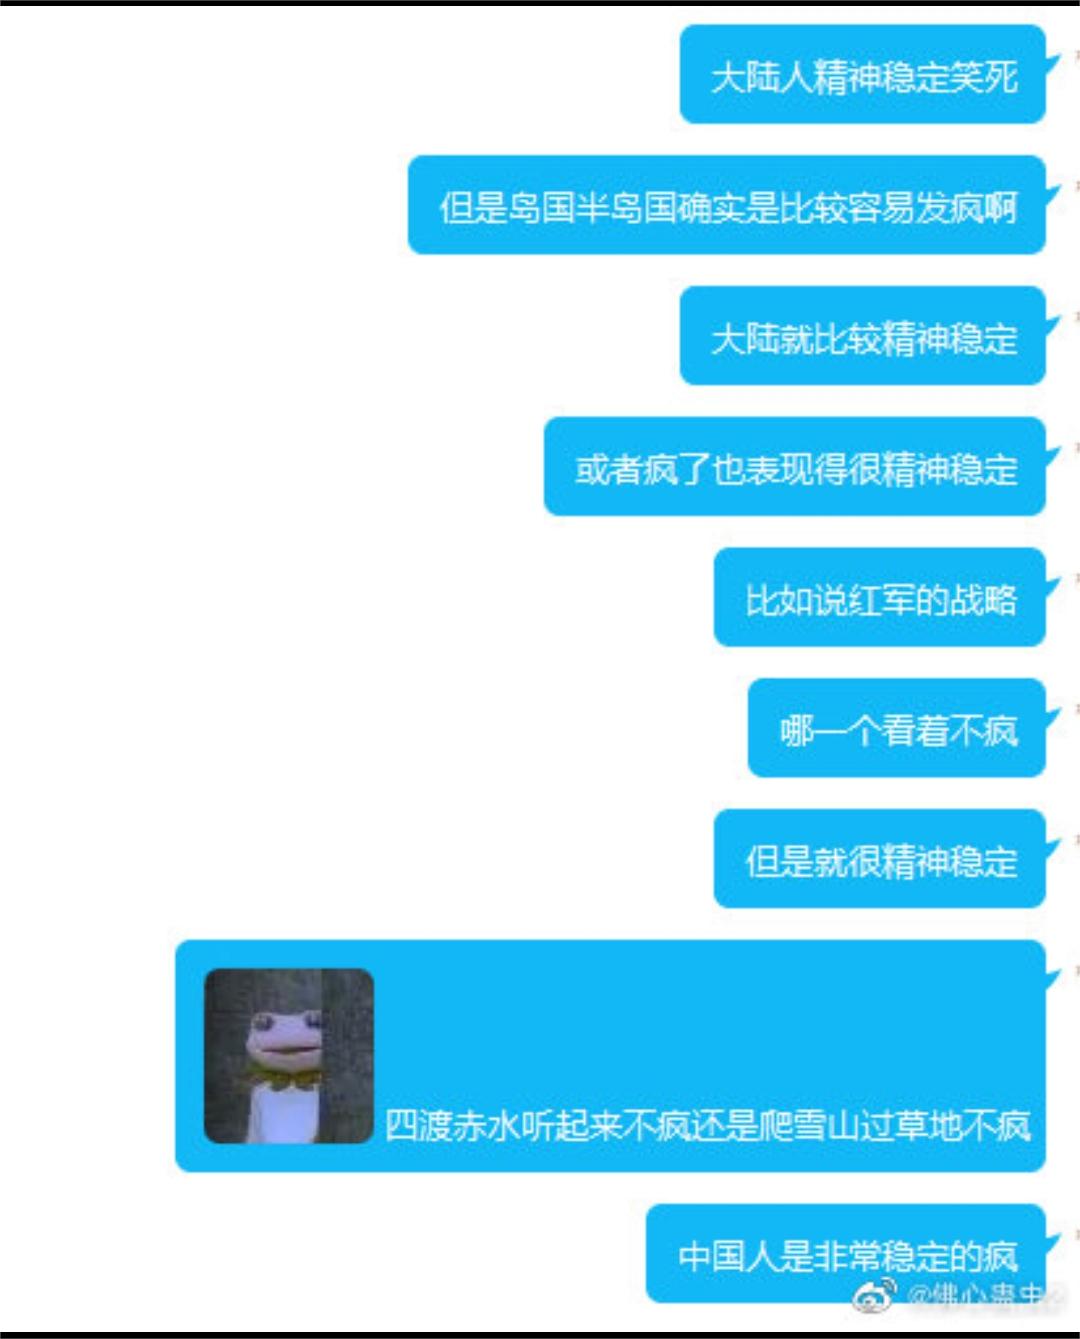 大陆人精神稳定笑死
但是岛国半岛国确实是比较容易发疯啊
大陆就比较精神稳定
或者疯了也表现得很精神稳定
比如说红军的战略
哪一个看着不疯
但是就很精神稳定
四渡赤水听起来不疯还是爬雪山过草地不疯
中国人是非常稳定的疯
@佛心蛊虫